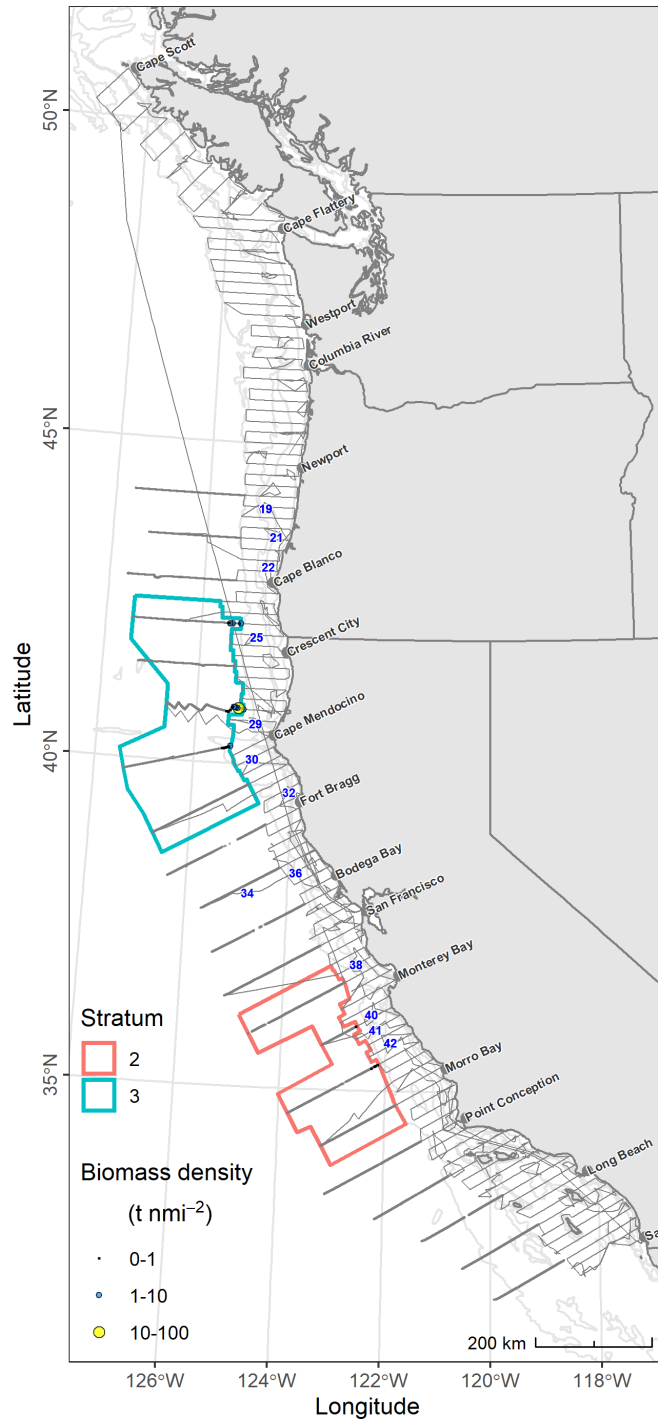 Cape Scott
50°N
Cape Flattery
Westport
Columbia River
45°N
Newport
19
21
22
Cape Blanco
25
Crescent City
Latitude
29
Cape Mendocino
40°N
30
32
Fort Bragg
36
Bodega Bay
34
San Francisco
38
Monterey Bay
Stratum
40
41
42
2
Morro Bay
3
35°N
Point Conception
Biomass density
(t nmi⁻²)
Long Beach
0-1
Sa
1-10
10-100
200 km
126°W
124°W
122°W
120°W
118°W
Longitude